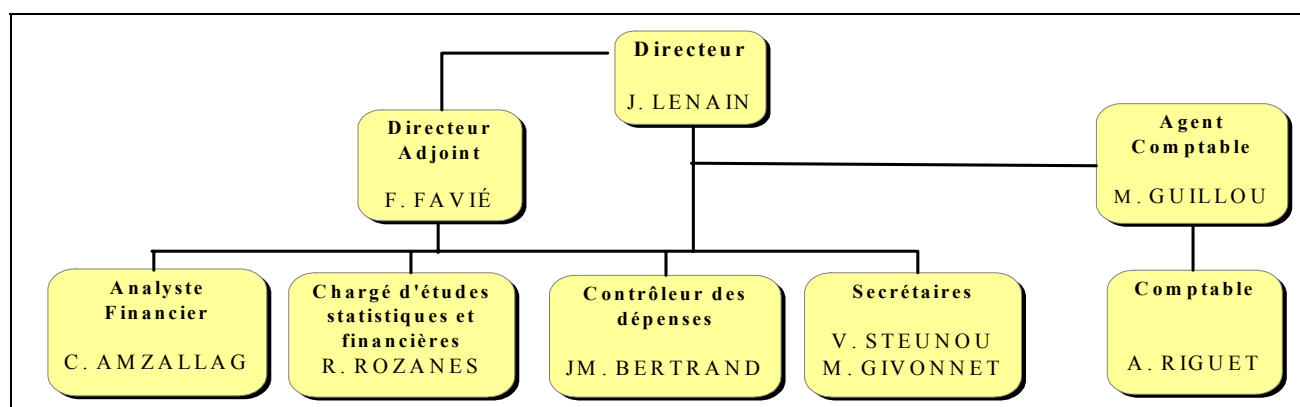 Directeur
J. LENAIN
Directeur
Adjoint
F. FAVIÉ
Agent
Comptable
M. GUILLOU
Analyste
Financier
C. AMZALLAG
Chargé d'études
statistiques et
financières
R. ROZANES
Contrôleur des
dépenses
JM. BERTRAND
Secrétaires
V. STEUNOU
M. GIVONNET
Comptable
A. RIGUET